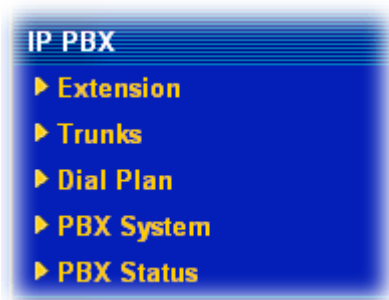 IP PBX
Extension
Trunks
Dial Plan
PBX System
PBX Status